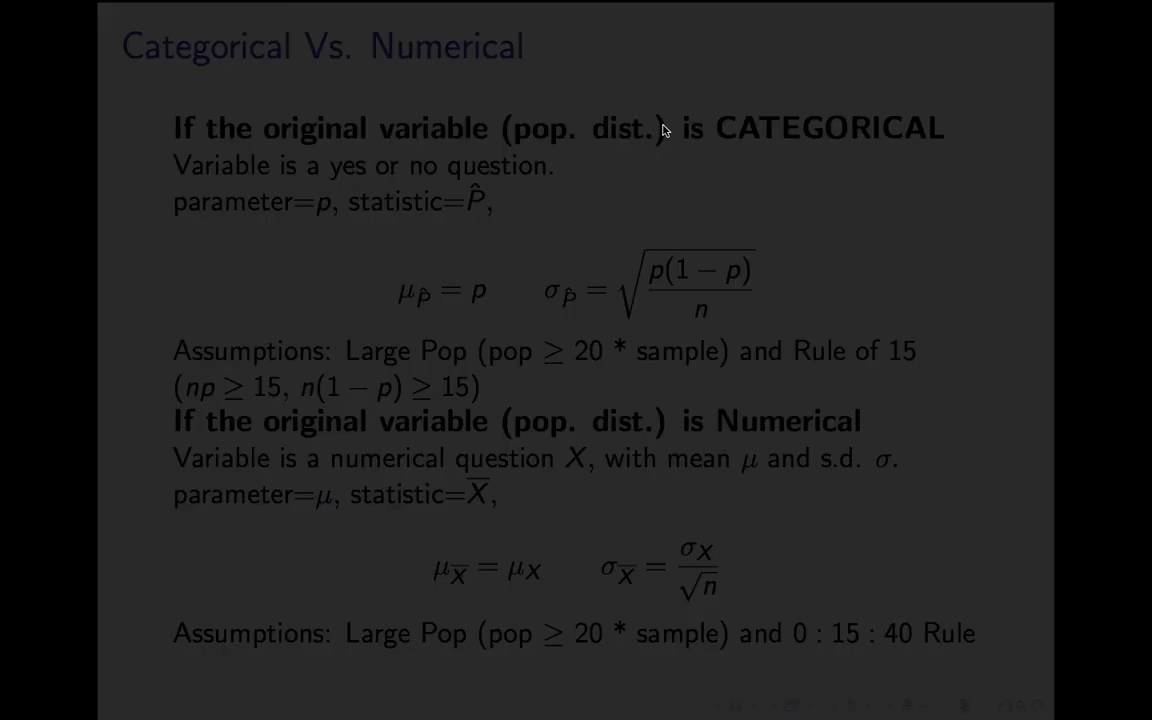 Categorical Vs. Numerical
If the original variable (pop. dist.) is CATEGORICAL
Variable is a yes or no question.
parameter=p, statistic=P̂,
μ_P̂ = p  σ_P̂ = √(p(1 − p)/n)
Assumptions: Large Pop (pop ≥ 20 * sample) and Rule of 15
(np ≥ 15, n(1 − p) ≥ 15)
If the original variable (pop. dist.) is Numerical
Variable is a numerical question X, with mean μ and s.d. σ.
parameter=μ, statistic=X̅,
μ_X̅ = μ_X  σ_X̅ = σ_X/√n
Assumptions: Large Pop (pop ≥ 20 * sample) and 0 : 15 : 40 Rule